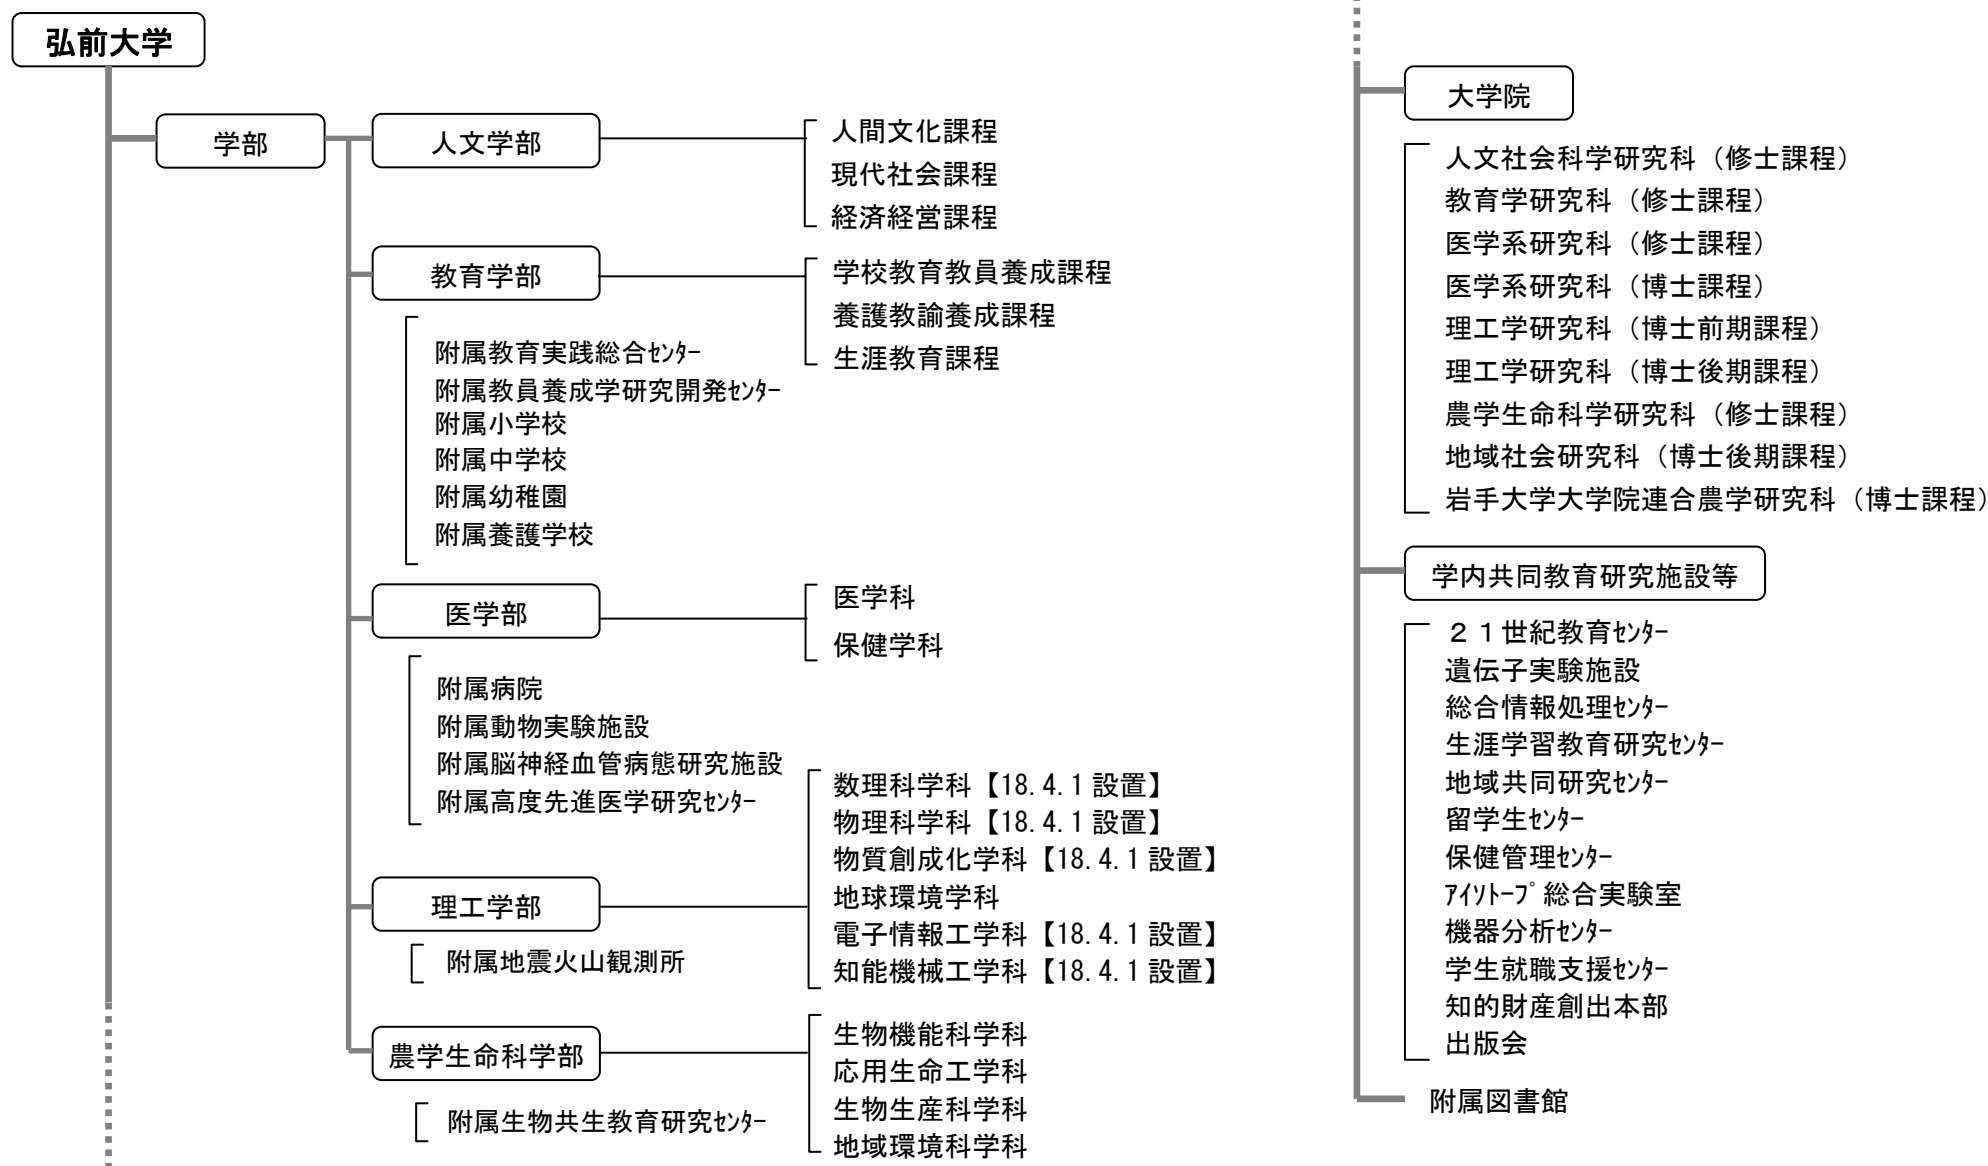 弘前大学
学部
人文学部
人間文化課程
現代社会課程
経済経営課程
教育学部
学校教育教員養成課程
養護教諭養成課程
生涯教育課程
附属教育実践総合ｾﾝﾀｰ
附属教員養成学研究開発ｾﾝﾀｰ
附属小学校
附属中学校
附属幼稚園
附属養護学校
医学部
医学科
保健学科
附属病院
附属動物実験施設
附属脳神経血管病態研究施設
附属高度先進医学研究ｾﾝﾀｰ
理工学部
数理科学科【18.4.1 設置】
物理科学科【18.4.1 設置】
物質創成化学科【18.4.1 設置】
地球環境学科
電子情報工学科【18.4.1 設置】
知能機械工学科【18.4.1 設置】
附属地震火山観測所
農学生命科学部
生物機能科学科
応用生命工学科
生物生産科学科
地域環境科学科
附属生物共生教育研究ｾﾝﾀｰ
大学院
人文社会科学研究科（修士課程）
教育学研究科（修士課程）
医学系研究科（修士課程）
医学系研究科（博士課程）
理工学研究科（博士前期課程）
理工学研究科（博士後期課程）
農学生命科学研究科（修士課程）
地域社会研究科（博士後期課程）
岩手大学大学院連合農学研究科（博士課程）
学内共同教育研究施設等
２１世紀教育ｾﾝﾀｰ
遺伝子実験施設
総合情報処理ｾﾝﾀｰ
生涯学習教育研究ｾﾝﾀｰ
地域共同研究ｾﾝﾀｰ
留学生ｾﾝﾀｰ
保健管理ｾﾝﾀｰ
ｱｲｿﾄｰﾌﾟ総合実験室
機器分析ｾﾝﾀｰ
学生就職支援ｾﾝﾀｰ
知的財産創出本部
出版会
附属図書館